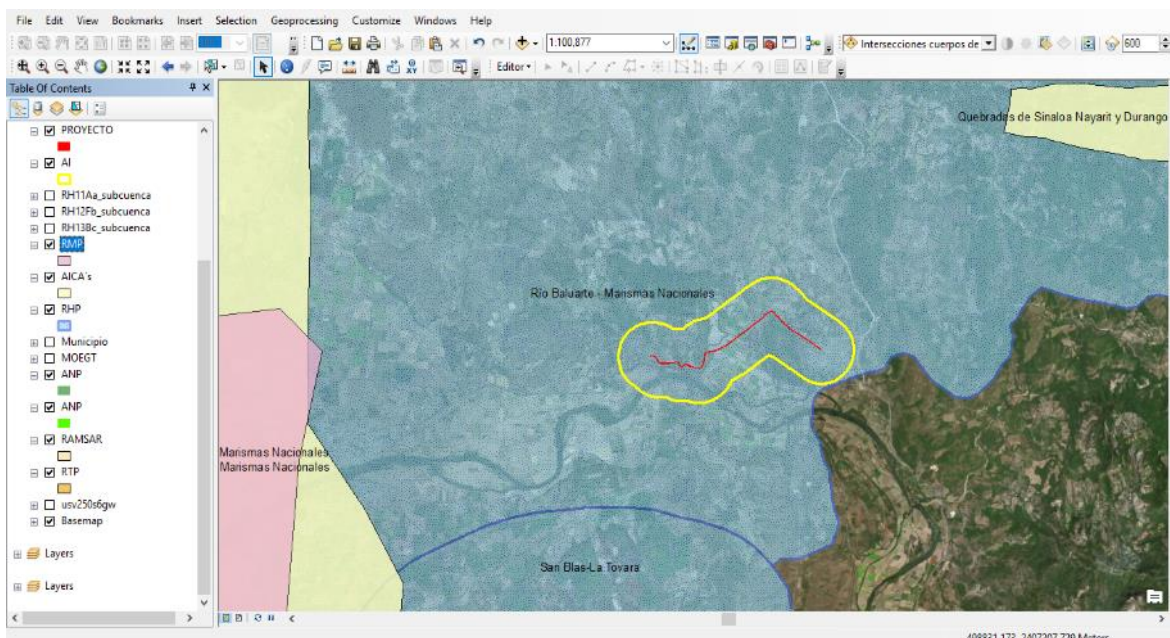 File Edit View Bookmarks Insert Selection Geoprocessing Customize Windows Help
1:100,877
Intersecciones cuerpos de
600
Editor
Table Of Contents
PROYECTO
AI
RH11Aa_subcuenca
RH12Fb_subcuenca
RH13Bc_subcuenca
RMP
AICA´s
RHP
Municipio
MOEGT
ANP
ANP
RAMSAR
RTP
usv250s6gw
Basemap
Layers
Layers
Quebradas de Sinaloa Nayarit y Durango
Río Baluarte - Marismas Nacionales
Marismas Nacionales
Marismas Nacionales
San Blas-La Tovara